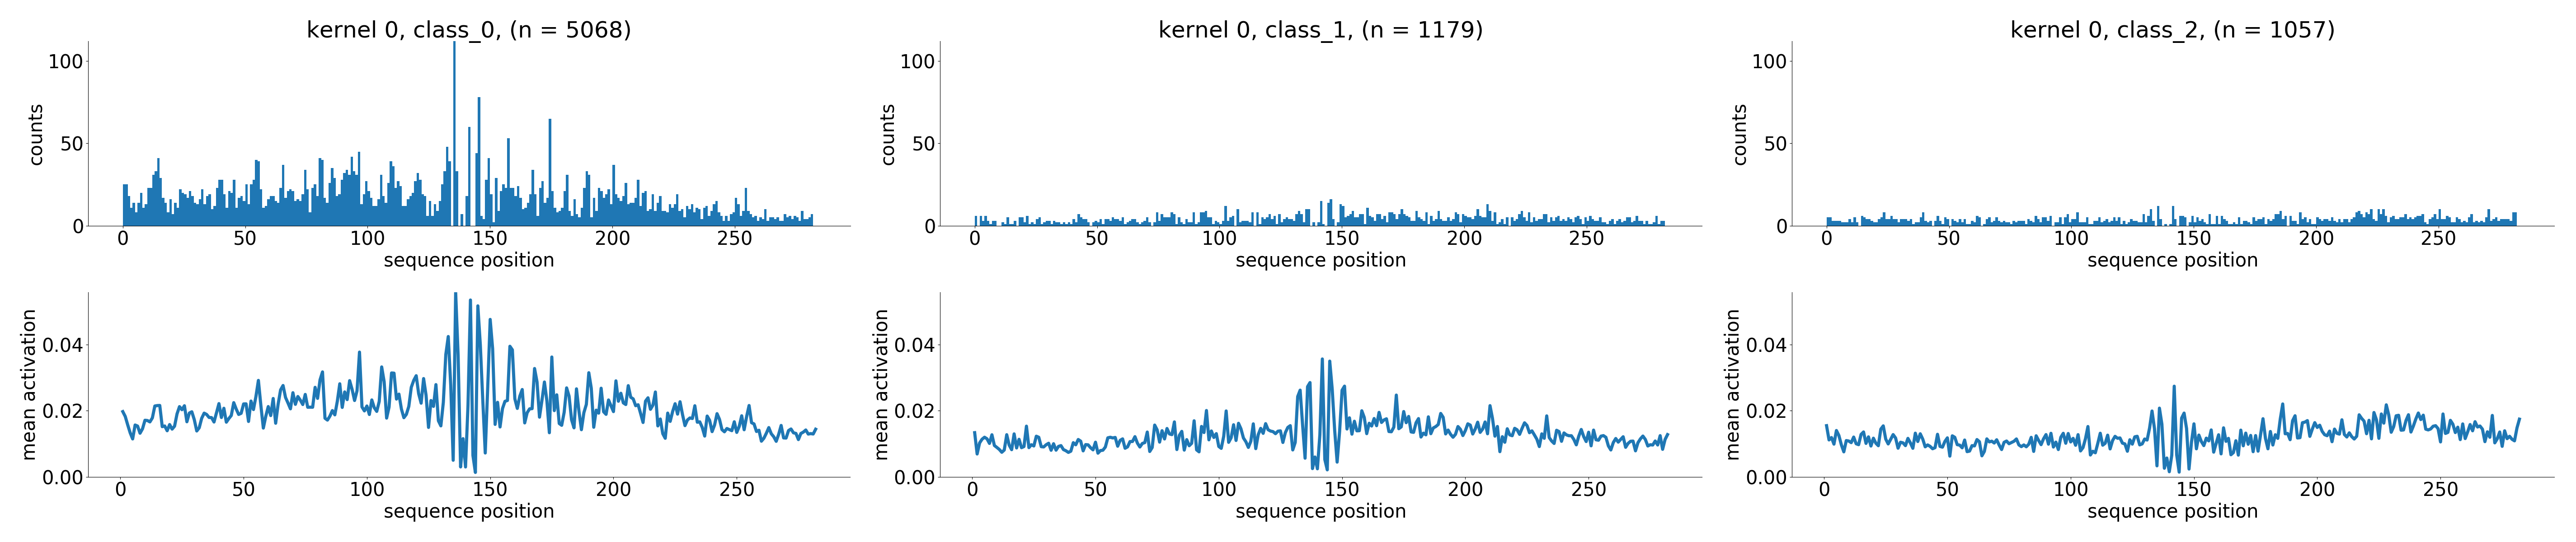 kernel 0, class_0, (n = 5068)
counts
100
50
0
0 50 100 150 200 250
sequence position
kernel 0, class_1, (n = 1179)
counts
100
50
0
0 50 100 150 200 250
sequence position
kernel 0, class_2, (n = 1057)
counts
100
50
0
0 50 100 150 200 250
sequence position
mean activation
0.04
0.02
0.00
0 50 100 150 200 250
sequence position
mean activation
0.04
0.02
0.00
0 50 100 150 200 250
sequence position
mean activation
0.04
0.02
0.00
0 50 100 150 200 250
sequence position